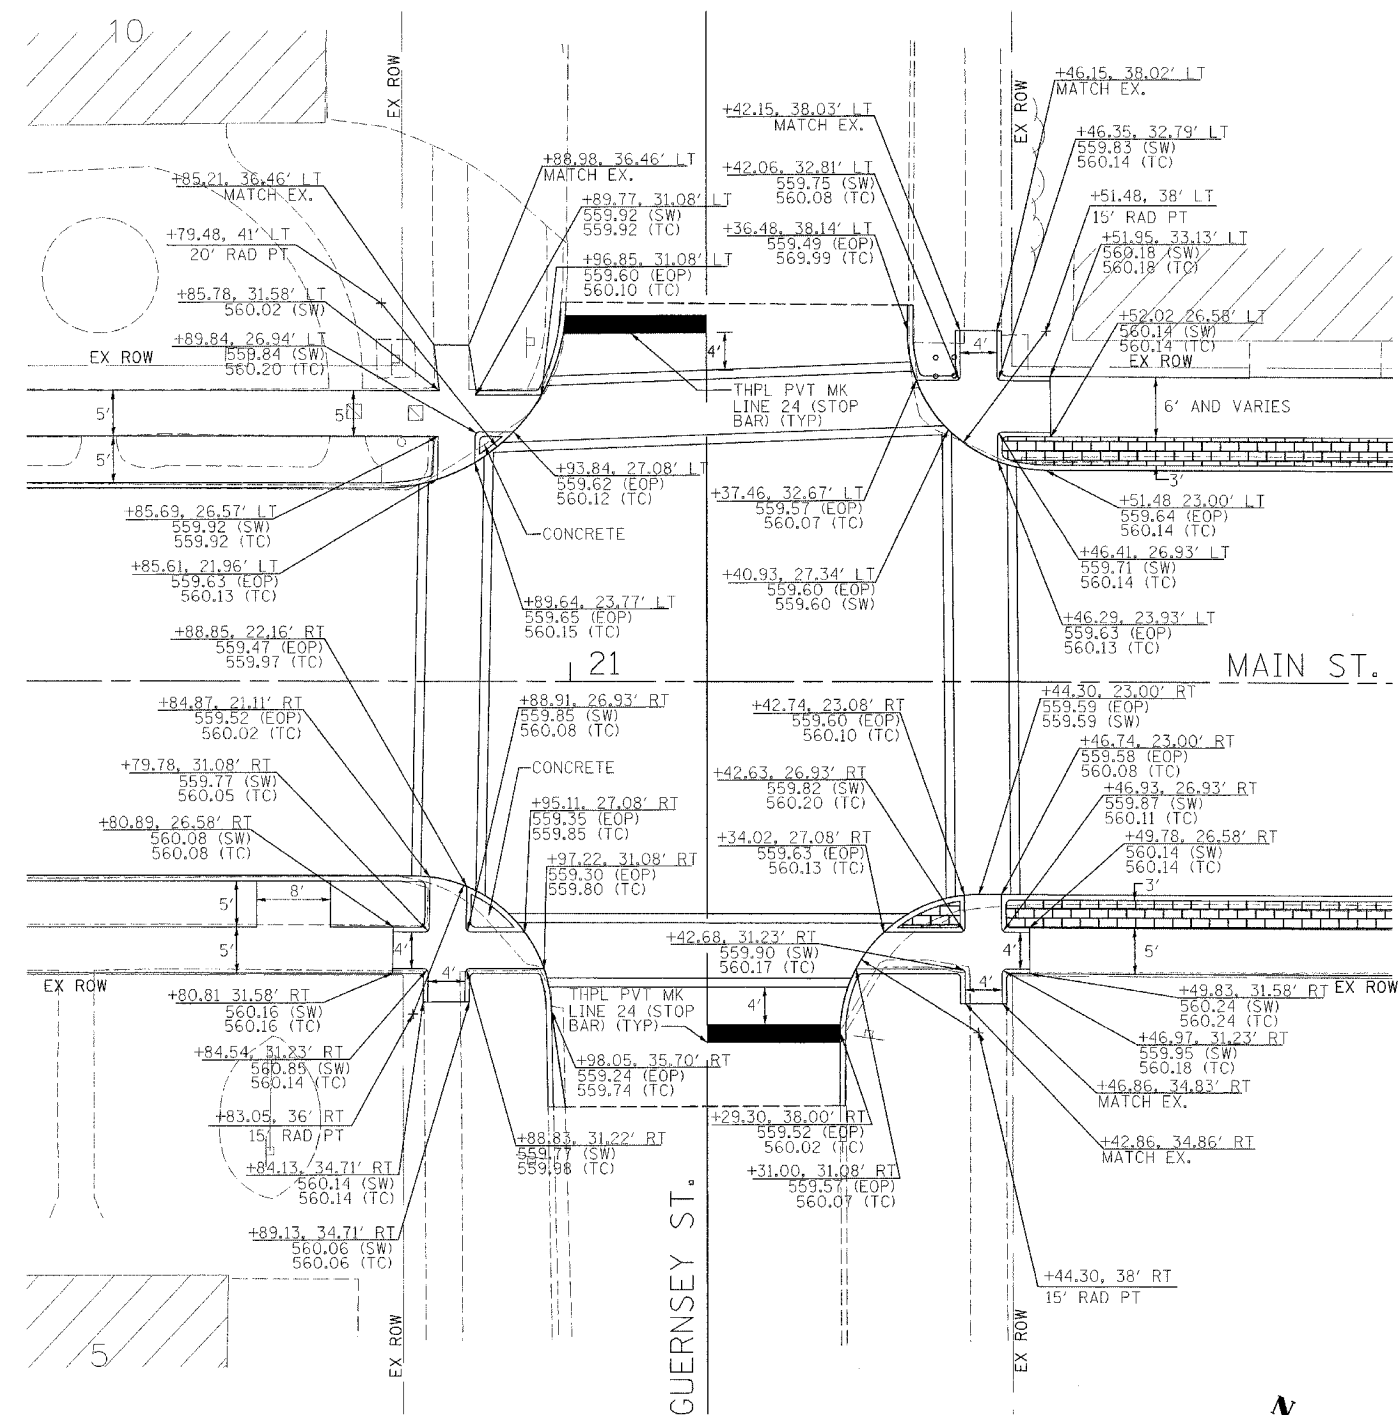 10
EX ROW
+85.21, 36.46' LT
MATCH EX.
+88.98, 36.46' LT
MATCH EX.
+89.77, 31.08' LT
559.92 (SW)
559.92 (TC)
+79.48, 41' LT
20' RAD PT
+96.85, 31.08' LT
559.60 (EOP)
560.10 (TC)
+85.78, 31.58' LT
560.02 (SW)
+89.84, 26.94' LT
559.84 (SW)
560.20 (TC)
EX ROW
5'
5'
5'
+42.15, 38.03' LT
MATCH EX.
+42.06, 32.81' LT
559.75 (SW)
560.08 (TC)
+36.48, 38.14' LT
559.49 (EOP)
569.99 (TC)
EX ROW
+46.15, 38.02' LT
MATCH EX.
+46.35, 32.79' LT
559.83 (SW)
560.14 (TC)
+51.48, 38' LT
15' RAD PT
+51.95, 33.13' LT
560.18 (SW)
560.18 (TC)
+52.02 26.58' LT
560.14 (SW)
560.14 (TC)
EX ROW
4'
4'
THPL PVT MK
LINE 24 (STOP
BAR) (TYP)
6' AND VARIES
3'
+93.84, 27.08' LT
559.62 (EOP)
560.12 (TC)
CONCRETE
+85.69, 26.57' LT
559.92 (SW)
559.92 (TC)
+85.61, 21.96' LT
559.63 (EOP)
560.13 (TC)
+89.64, 23.77' LT
559.65 (EOP)
560.15 (TC)
+37.46, 32.67' LT
559.57 (EOP)
560.07 (TC)
+40.93, 27.34' LT
559.60 (EOP)
559.60 (SW)
+51.48 23.00' LT
559.64 (EOP)
560.14 (TC)
+46.41, 26.93' LT
559.71 (SW)
560.14 (TC)
+46.29, 23.93' LT
559.63 (EOP)
560.13 (TC)
+88.85, 22.16' RT
559.47 (EOP)
559.97 (TC)
21
MAIN ST.
+84.87, 21.11' RT
559.52 (EOP)
560.02 (TC)
+88.91, 26.93' RT
559.85 (SW)
560.08 (TC)
CONCRETE
+79.78, 31.08' RT
559.77 (SW)
560.05 (TC)
+80.89, 26.58' RT
560.08 (SW)
560.08 (TC)
+95.11, 27.08' RT
559.35 (EOP)
559.85 (TC)
+97.22, 31.08' RT
559.30 (EOP)
559.80 (TC)
+42.74, 23.08' RT
559.60 (EOP)
560.10 (TC)
+42.63, 26.93' RT
559.82 (SW)
560.20 (TC)
+34.02, 27.08' RT
559.63 (EOP)
560.13 (TC)
+44.30, 23.00' RT
559.59 (EOP)
559.59 (SW)
+46.74, 23.00' RT
559.58 (EOP)
560.08 (TC)
+46.93, 26.93' RT
559.87 (SW)
560.11 (TC)
+49.78, 26.58' RT
560.14 (SW)
560.14 (TC)
8'
5'
5'
4'
4'
3'
5'
4'
4'
+42.68, 31.23' RT
559.90 (SW)
560.17 (TC)
EX ROW
+80.81 31.58' RT
560.16 (SW)
560.16 (TC)
+84.54, 31.23' RT
560.85 (SW)
560.14 (TC)
+83.05, 36' RT
15' RAD PT
+84.13, 34.71' RT
560.14 (SW)
560.14 (TC)
+89.13, 34.71' RT
560.06 (SW)
560.06 (TC)
THPL PVT MK
LINE 24 (STOP
BAR) (TYP)
4'
+98.05, 35.70' RT
559.24 (EOP)
559.74 (TC)
+88.83, 31.22' RT
559.77 (SW)
559.98 (TC)
+29.30, 38.00' RT
559.52 (EOP)
560.02 (TC)
+31.00, 31.08' RT
559.57 (EOP)
560.07 (TC)
+49.83, 31.58' RT
560.24 (SW)
560.24 (TC)
EX ROW
+46.97, 31.23' RT
559.95 (SW)
560.18 (TC)
+46.86, 34.83' RT
MATCH EX.
+42.86, 34.86' RT
MATCH EX.
+44.30, 38' RT
15' RAD PT
5
EX ROW
GUERNSEY ST.
EX ROW
N